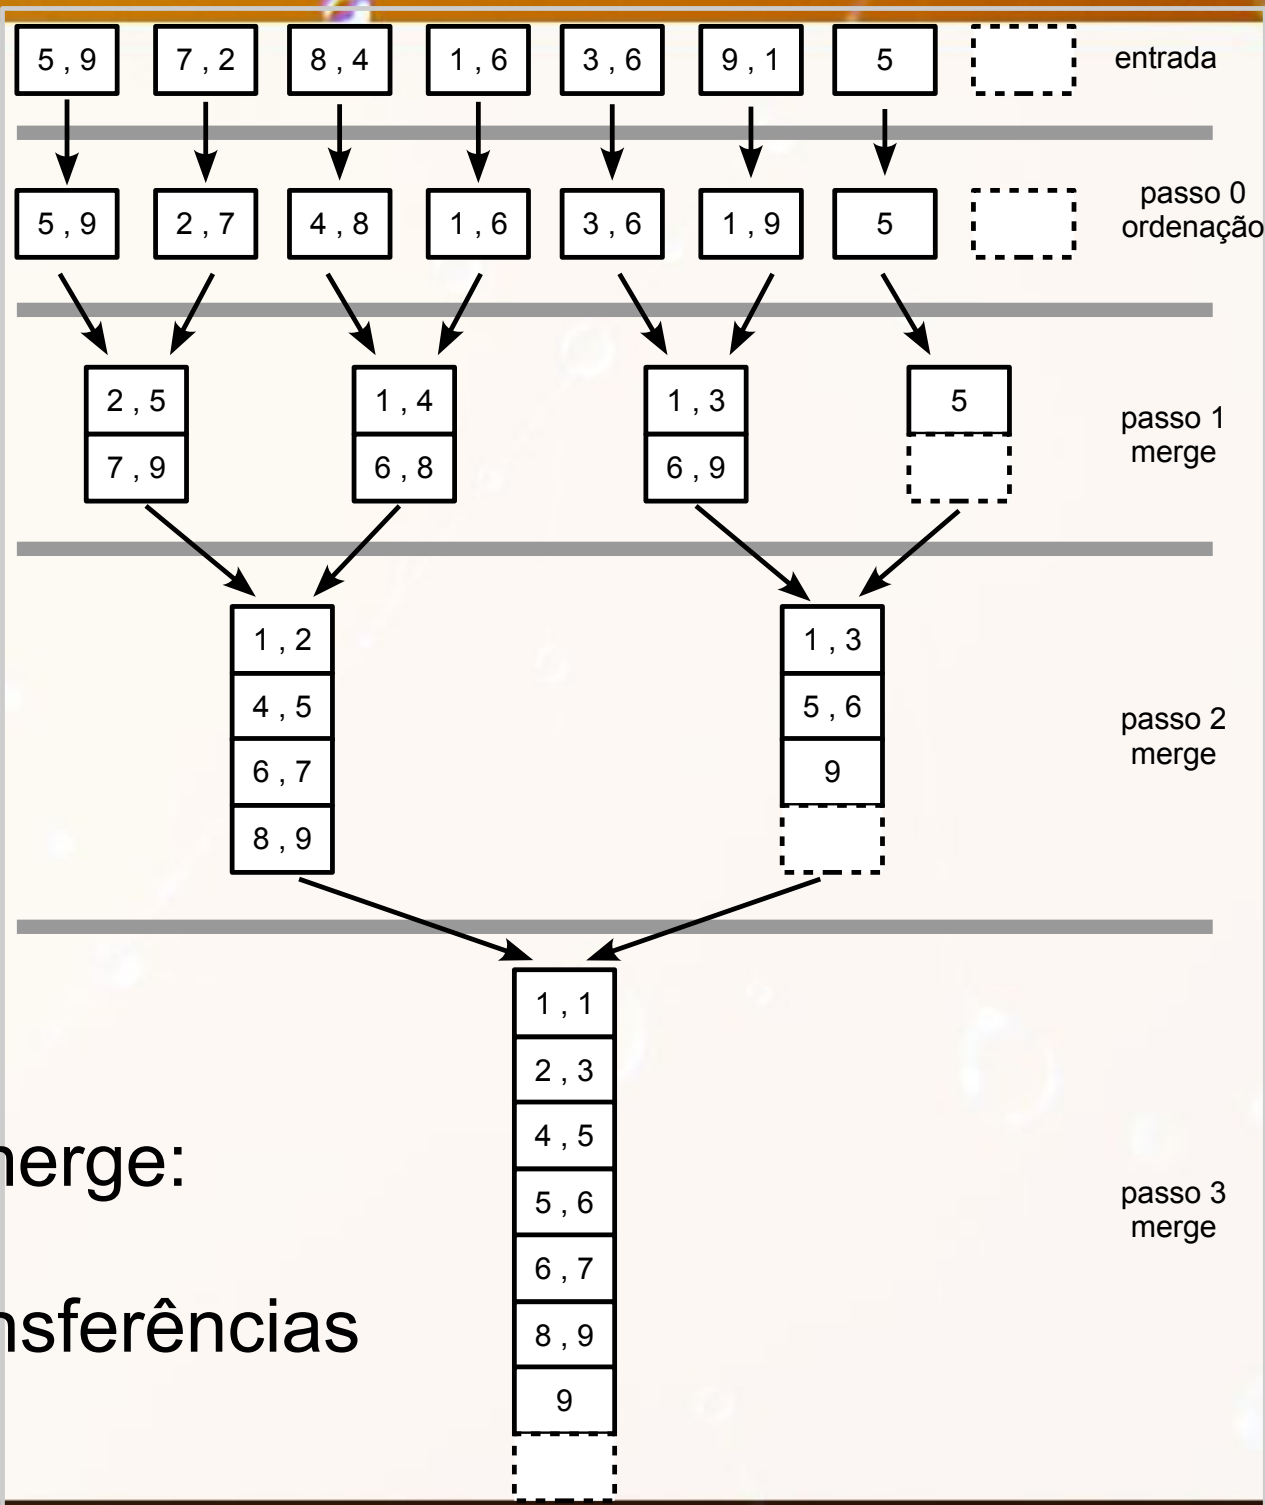 5 , 9 7 , 2 8 , 4 1 , 6 3 , 6 9 , 1 5 entrada
5 , 9 2 , 7 4 , 8 1 , 6 3 , 6 1 , 9 5
passo 0
ordenação
2 , 5 1 , 4 1 , 3 5
7 , 9 6 , 8 6 , 9
passo 1
merge
1 , 2 1 , 3
4 , 5 5 , 6
6 , 7 9
8 , 9
passo 2
merge
1 , 1
2 , 3
4 , 5
5 , 6
6 , 7
8 , 9
9
passo 3
merge
erge:
nsferências